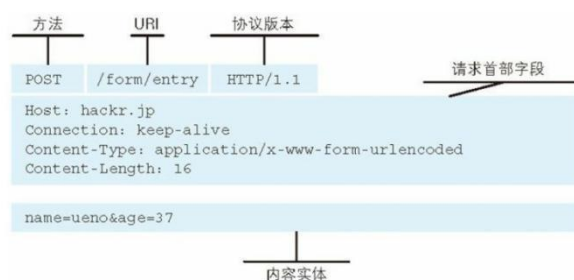 方法 URI 协议版本
请求首部字段
POST /form/entry HTTP/1.1
Host: hackr.jp
Connection: keep-alive
Content-Type: application/x-www-form-urlencoded
Content-Length: 16
name=ueno&age=37
内容实体